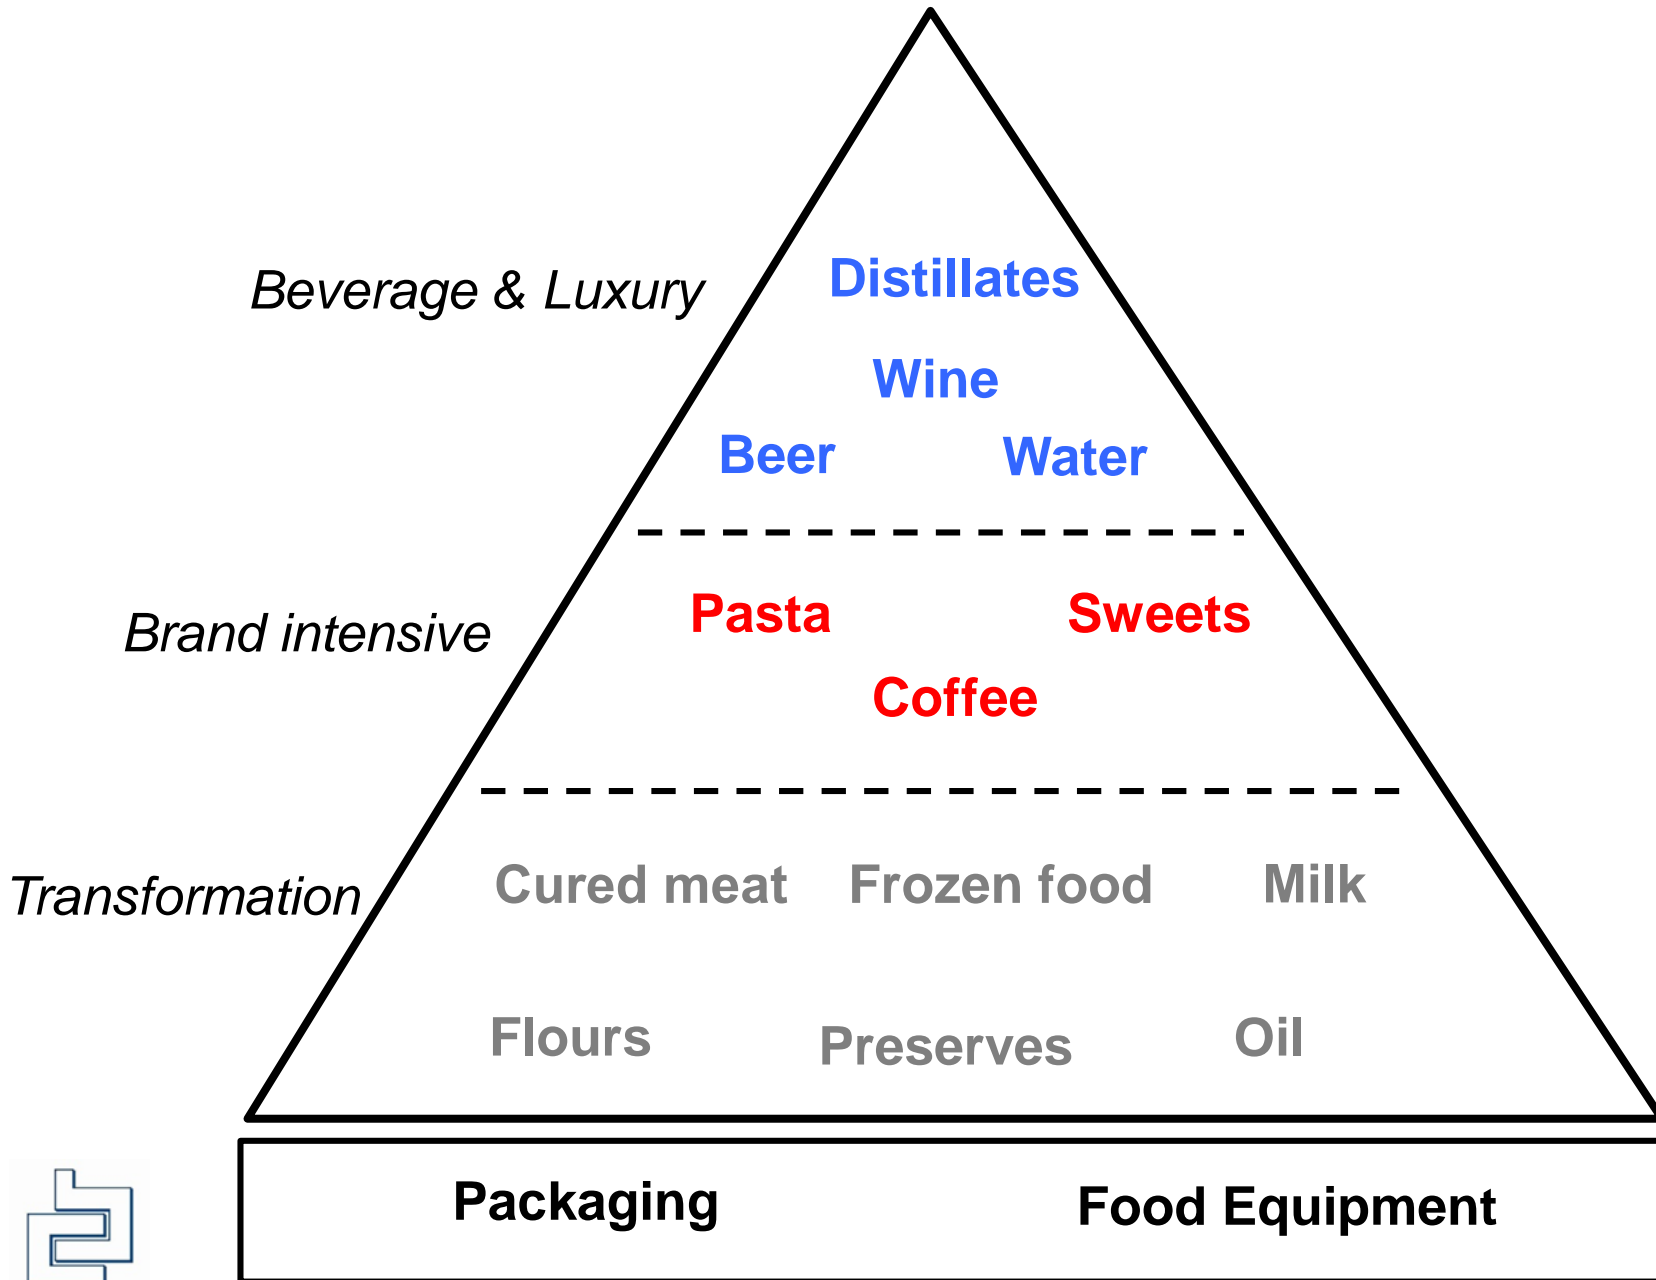 Distillates
Beverage & Luxury
Wine
Beer Water
Pasta Sweets
Brand intensive
Coffee
Cured meat Frozen food Milk
Transformation
Flours Preserves Oil
Packaging Food Equipment